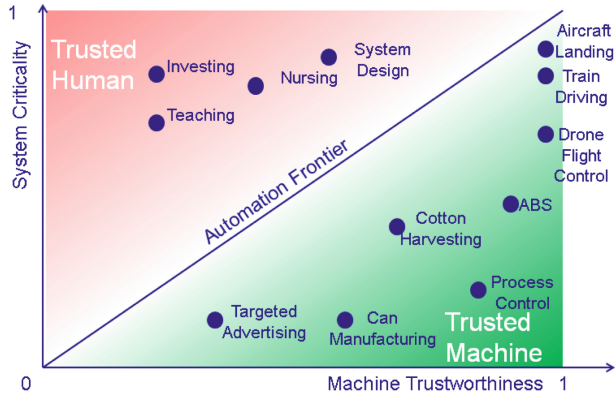 1
Trusted
Human
Investing
Teaching
Nursing
System
Design
Aircraft
Landing
Train
Driving
Drone
Flight
Control
ABS
Automation Frontier
Cotton
Harvesting
Process
Control
Targeted
Advertising
Can
Manufacturing
Trusted
Machine
System Criticality
0
Machine Trustworthiness
1